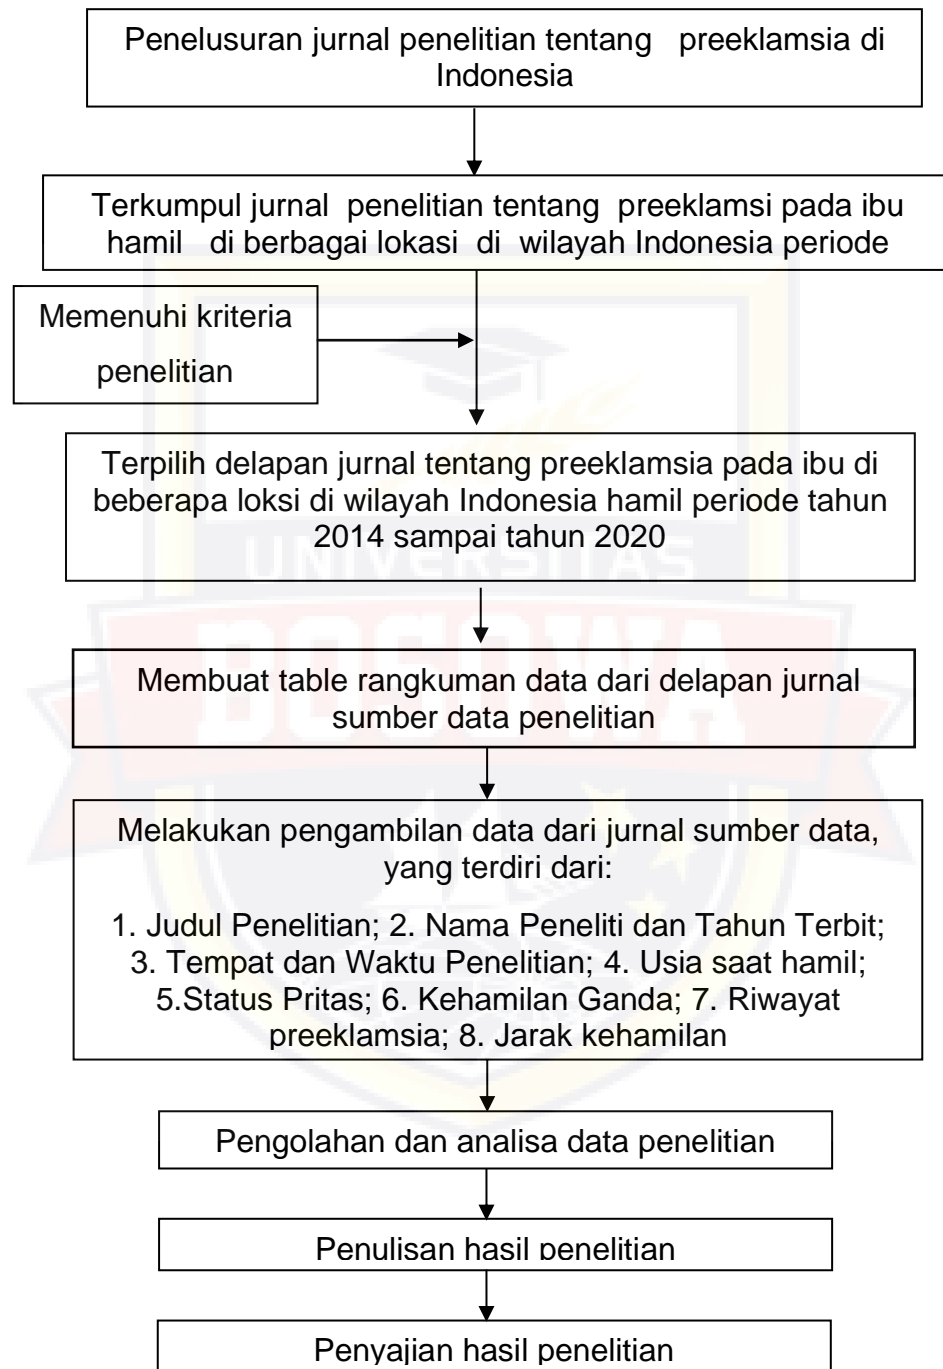 Penelusuran jurnal penelitian tentang preeklamsia di
Indonesia
Terkumpul jurnal penelitian tentang preeklamsi pada ibu
hamil di berbagai lokasi di wilayah Indonesia periode
Memenuhi kriteria
penelitian
Terpilih delapan jurnal tentang preeklamsia pada ibu di
beberapa loksi di wilayah Indonesia hamil periode tahun
2014 sampai tahun 2020
UNIVERSITAS
BOSOWA
Membuat table rangkuman data dari delapan jurnal
sumber data penelitian
Melakukan pengambilan data dari jurnal sumber data,
yang terdiri dari:
1. Judul Penelitian; 2. Nama Peneliti dan Tahun Terbit;
3. Tempat dan Waktu Penelitian; 4. Usia saat hamil;
5.Status Pritas; 6. Kehamilan Ganda; 7. Riwayat
preeklamsia; 8. Jarak kehamilan
Pengolahan dan analisa data penelitian
Penulisan hasil penelitian
Penyajian hasil penelitian